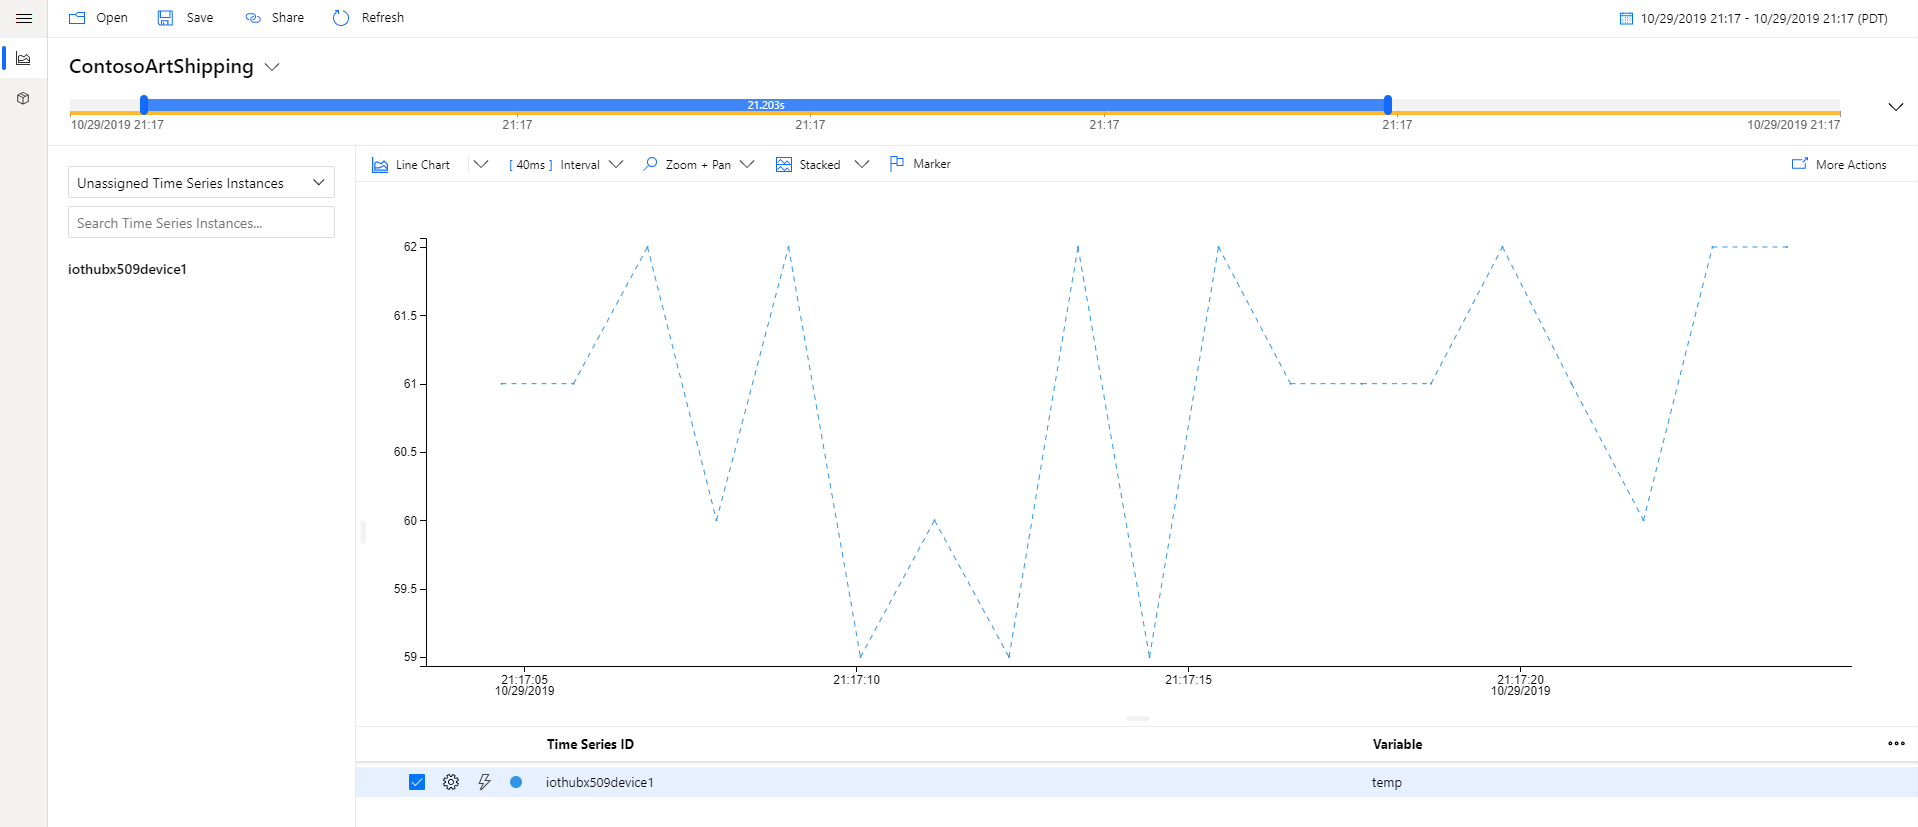 Open Save Share Refresh 10/29/2019 21:17 - 10/29/2019 21:17 (PDT)
ContosoArtShipping
21.203s
10/29/2019 21:17 21:17 21:17 21:17 21:17 10/29/2019 21:17
Line Chart [ 40ms ] Interval Zoom + Pan Stacked Marker More Actions
Unassigned Time Series Instances
Search Time Series Instances...
iothubx509device1
62
61.5
61
60.5
60
59.5
59
21:17:05 21:17:10 21:17:15 21:17:20
10/29/2019 10/29/2019
Time Series ID Variable
iothubx509device1 temp